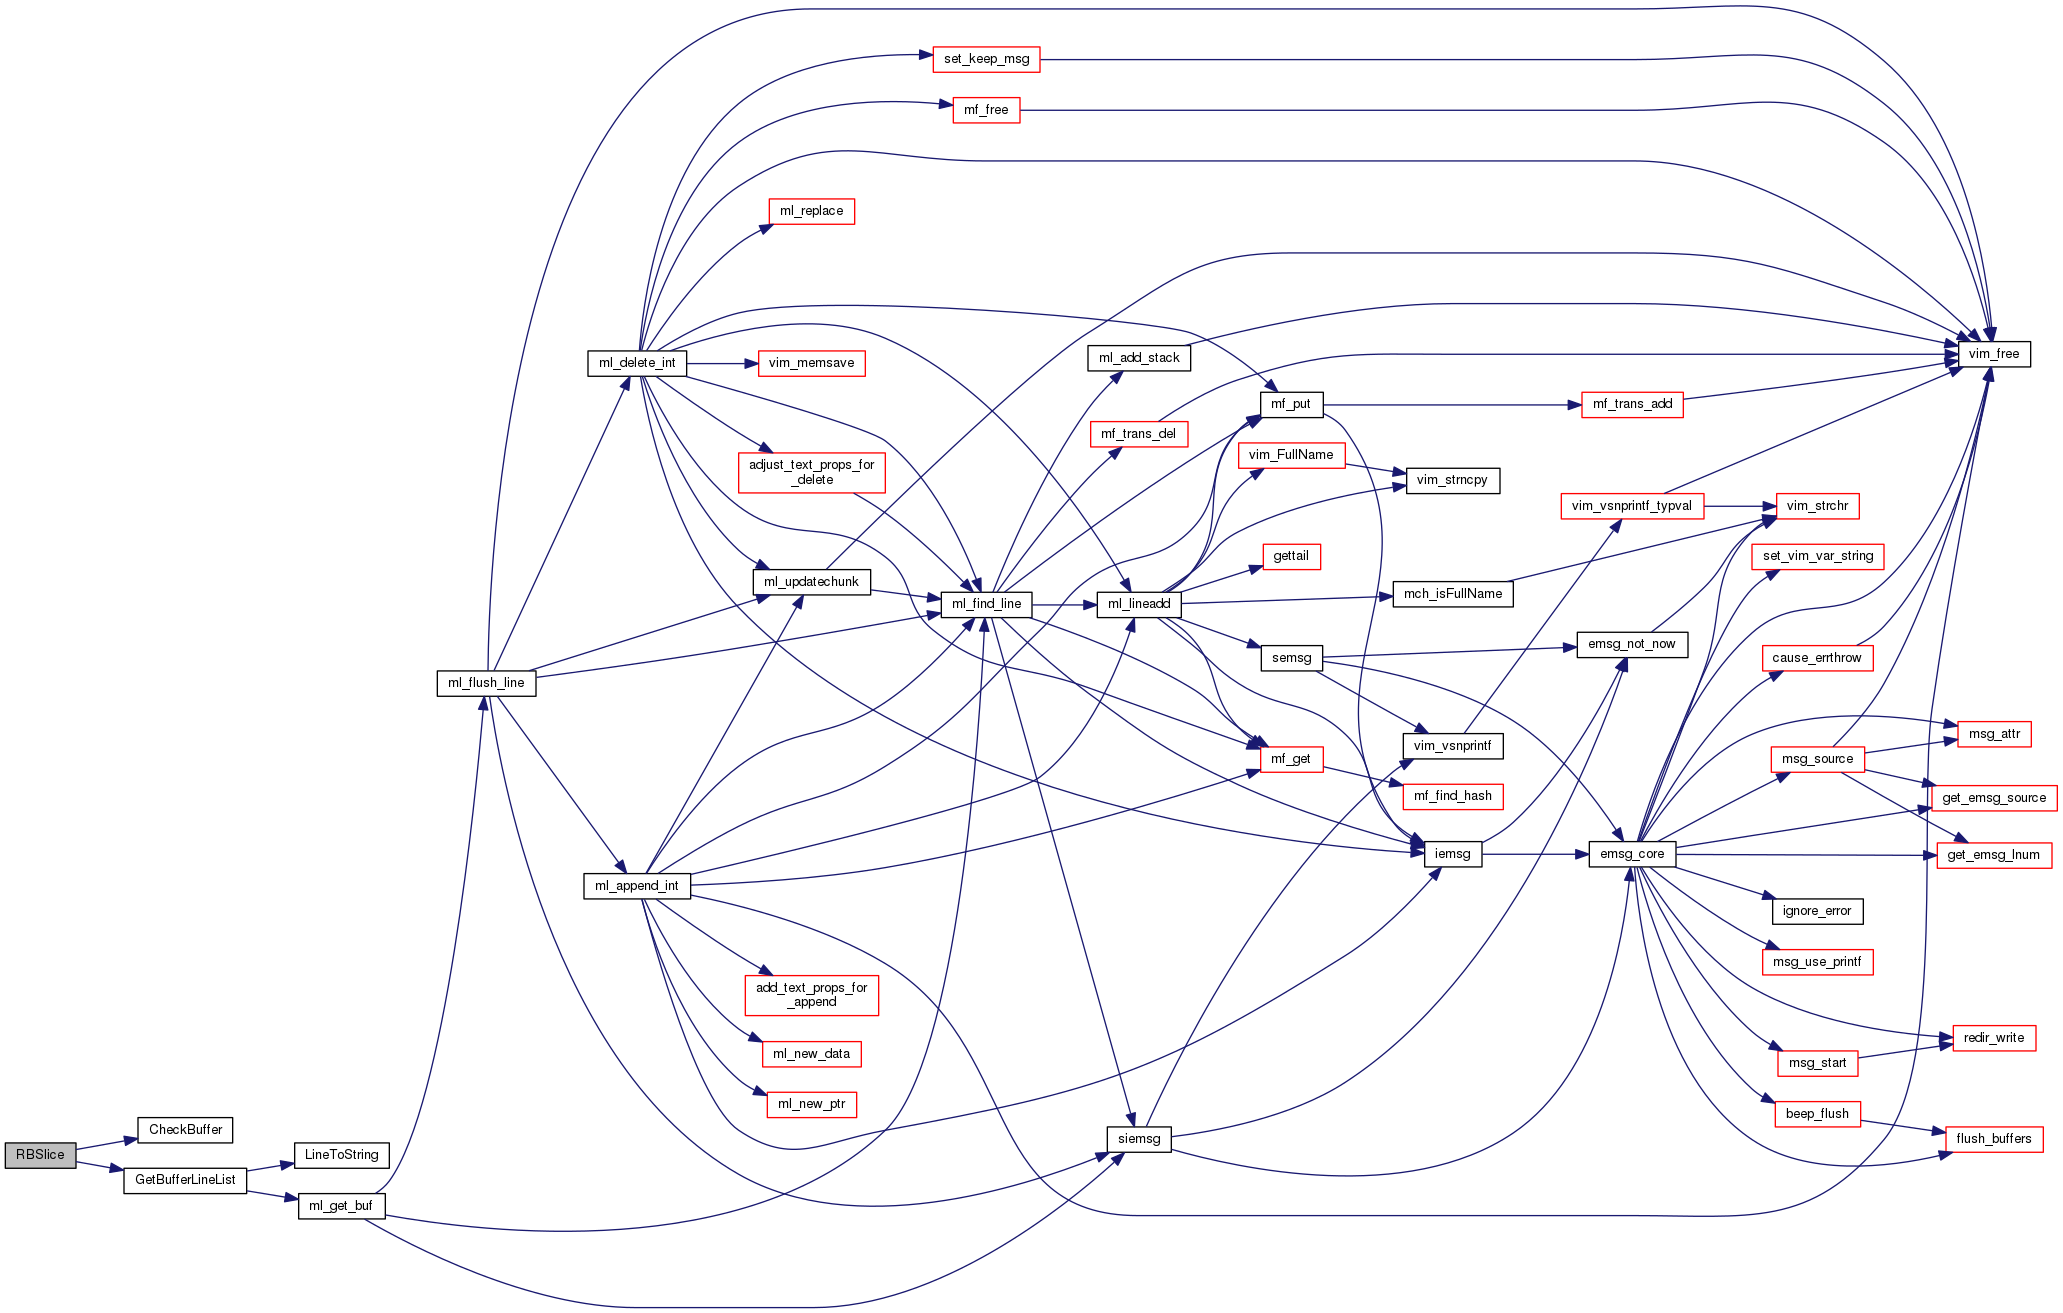 RBSlice
CheckBuffer
GetBufferLineList
LineToString
ml_get_buf
ml_flush_line
ml_delete_int
ml_append_int
set_keep_msg
mf_free
ml_replace
vim_memsave
adjust_text_props_for
_delete
ml_updatechunk
add_text_props_for
_append
ml_new_data
ml_new_ptr
ml_find_line
ml_add_stack
mf_trans_del
ml_lineadd
siemsg
mf_put
vim_FullName
gettail
semsg
mf_get
vim_strncpy
mch_isFullName
vim_vsnprintf
mf_find_hash
iemsg
mf_trans_add
vim_vsnprintf_typval
emsg_not_now
emsg_core
vim_strchr
set_vim_var_string
cause_errthrow
msg_source
ignore_error
msg_use_printf
msg_start
beep_flush
vim_free
msg_attr
get_emsg_source
get_emsg_lnum
redir_write
flush_buffers